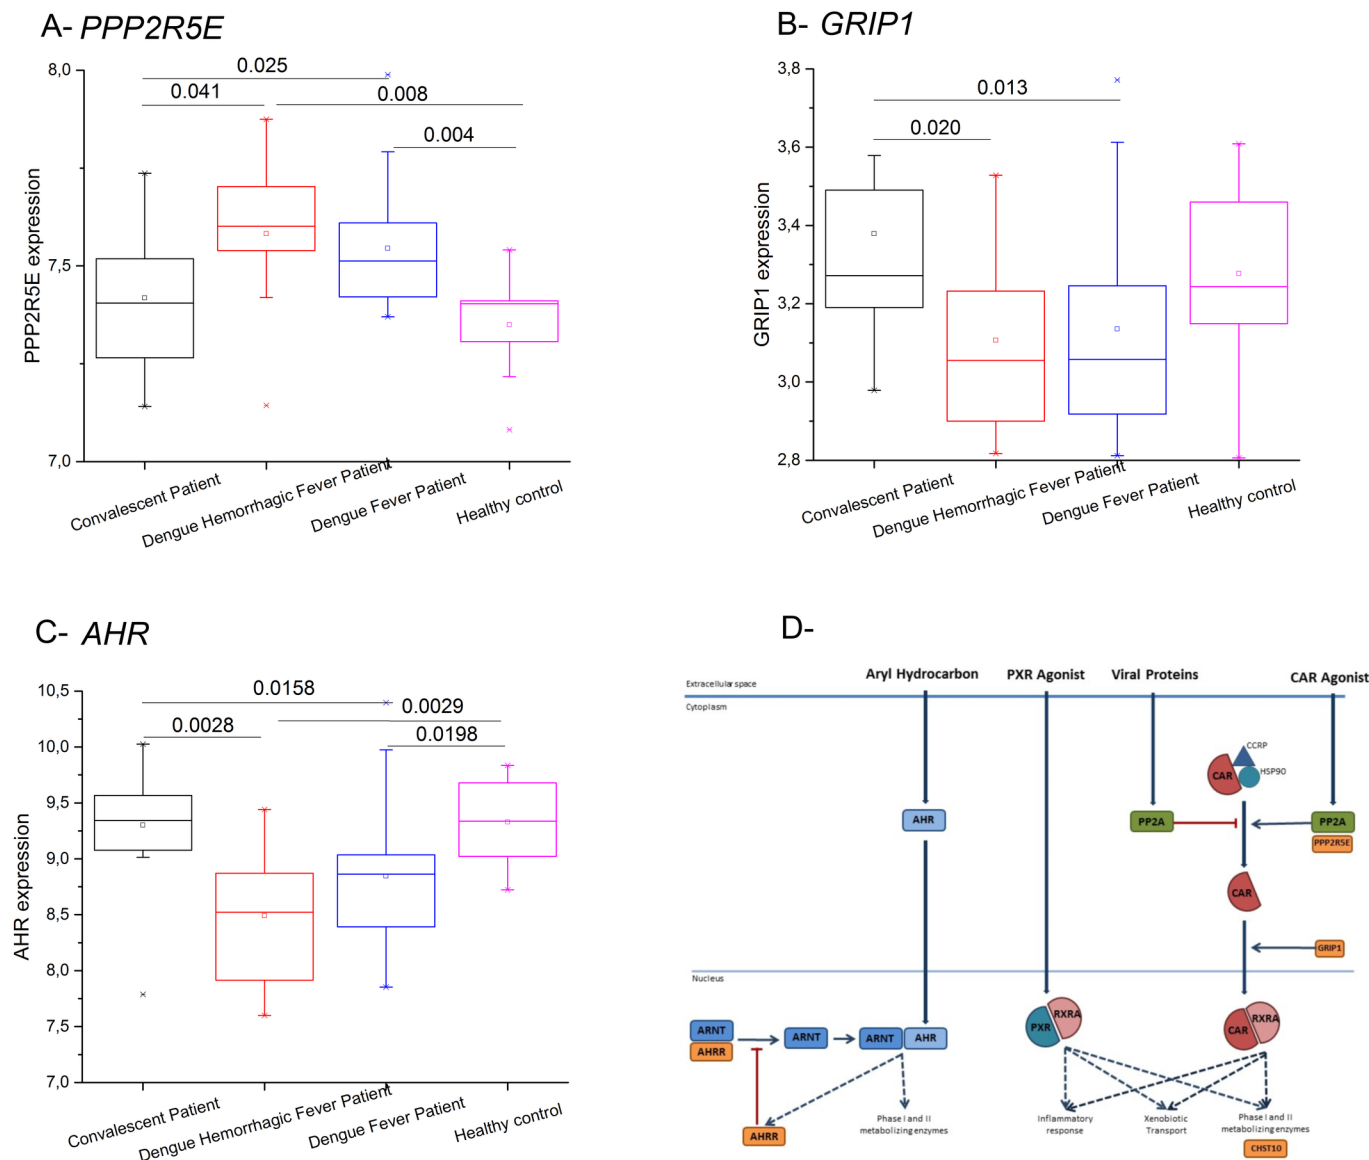 A- PPP2R5E
8,0
7,5
7,0
PPP2R5E expression
0.025
0.041
0.008
0.004
Convalescent Patient
Dengue Hemorrhagic Fever Patient
Dengue Fever Patient
Healthy control
B- GRIP1
3,8
3,6
3,4
3,2
3,0
2,8
GRIP1 expression
0.013
0.020
Convalescent Patient
Dengue Hemorrhagic Fever Patient
Dengue Fever Patient
Healthy control
C- AHR
10,5
10,0
9,5
9,0
8,5
8,0
7,5
7,0
AHR expression
0.0158
0.0028
0.0029
0.0198
Convalescent Patient
Dengue Hemorrhagic Fever Patient
Dengue Fever Patient
Healthy control
D-
Aryl Hydrocarbon
PXR Agonist
Viral Proteins
CAR Agonist
Extracellular space
Cytoplasm
CCRP
CAR
HSP90
AHR
PP2A
PP2A
PPP2R5E
CAR
GRIP1
Nucleus
ARNT
AHRR
ARNT
ARNT
AHR
PXR
RXRA
CAR
RXRA
AHRR
Phase I and II
metabolizing enzymes
Inflammatory
response
Xenobiotic
Transport
Phase I and II
metabolizing enzymes
CHST10